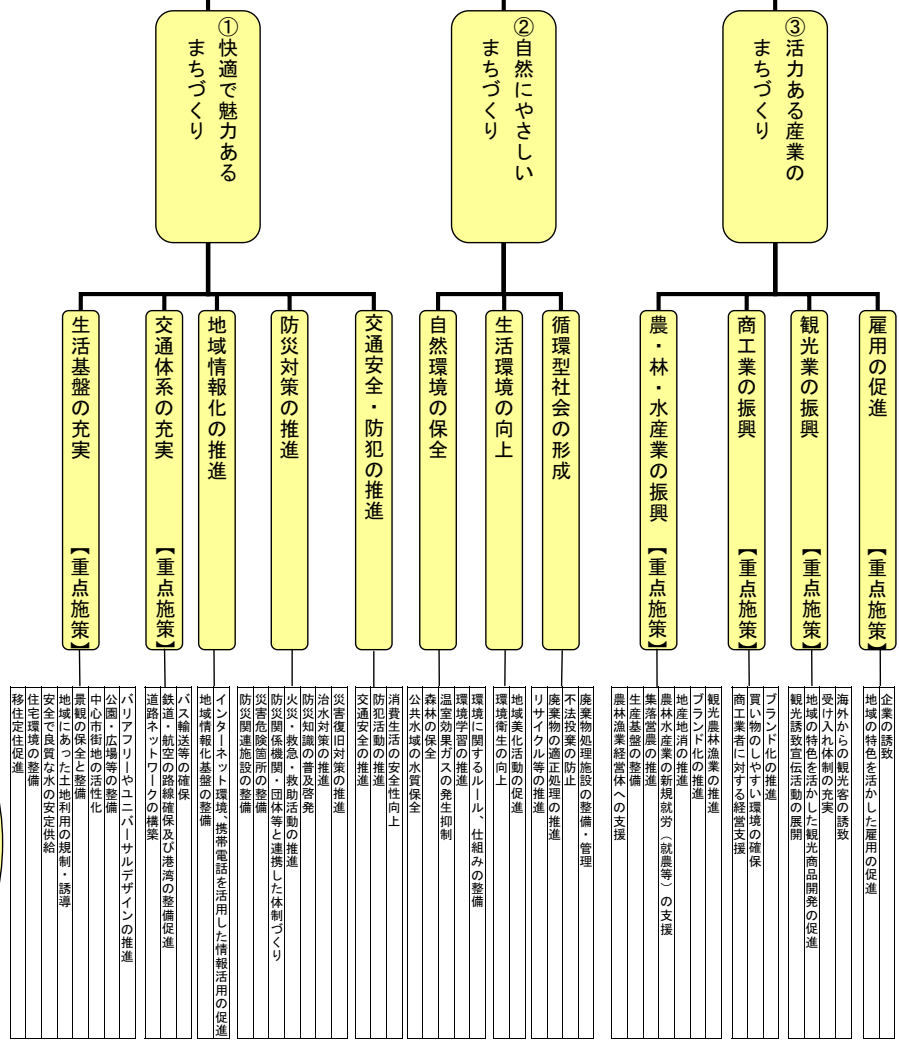 ①快適で魅力ある
まちづくり
②自然にやさしい
まちづくり
③活力ある産業の
まちづくり
生活基盤の充実 【重点施策】
交通体系の充実 【重点施策】
地域情報化の推進
防災対策の推進
交通安全・防犯の推進
自然環境の保全
生活環境の向上
循環型社会の形成
農・林・水産業の振興 【重点施策】
商工業の振興 【重点施策】
観光業の振興 【重点施策】
雇用の促進 【重点施策】
移住定住促進
住宅環境の整備
安全で良質な水の安定供給
地域にあった土地利用の規制・誘導
景観の保全と整備
中心市街地の活性化
公園・広場等の整備
バリアフリーやユニバーサルデザインの推進
道路ネットワークの構築
鉄道・航空の路線確保及び港湾の整備促進
バス輸送等の確保
地域情報化基盤の整備
インターネット環境、携帯電話を活用した情報活用の促進
防災関連施設の整備
災害危険箇所の整備
防災関係機関・団体等と連携した体制づくり
火災・救急・救助活動の推進
防災知識の普及啓発
治水対策の推進
災害復旧対策の推進
交通安全の推進
防犯活動の推進
消費生活の安全性向上
公共水域の水質保全
森林の保全
温室効果ガスの発生抑制
環境学習の推進
環境に関するルール、仕組みの整備
環境衛生の向上
地域美化活動の促進
リサイクル等の推進
廃棄物の適正処理の推進
不法投棄の防止
廃棄物処理施設の整備・管理
農林漁業経営体への支援
生産基盤の整備
集落営農の推進
農林水産業の新規就労（就農等）の支援
地産地消の推進
ブランド化の推進
観光農林漁業の推進
商工業者に対する経営支援
買い物のしやすい環境の確保
ブランド化の推進
観光誘致宣伝活動の展開
地域の特色を活かした観光商品開発の促進
受け入れ体制の充実
海外からの観光客の誘致
地域の特色を活かした雇用の促進
企業の誘致